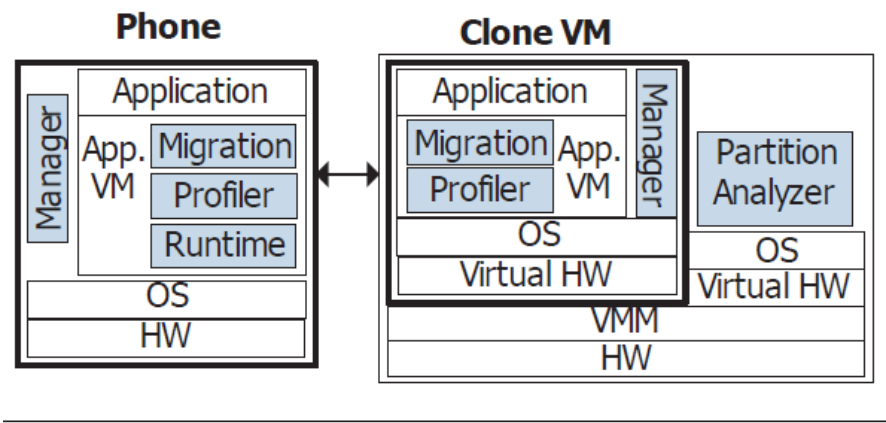 Phone
Manager
Application
App.
VM
Migration
Profiler
Runtime
OS
HW
Clone VM
Application
Migration
Profiler
App.
VM
Manager
OS
Virtual HW
Partition
Analyzer
OS
Virtual HW
VMM
HW